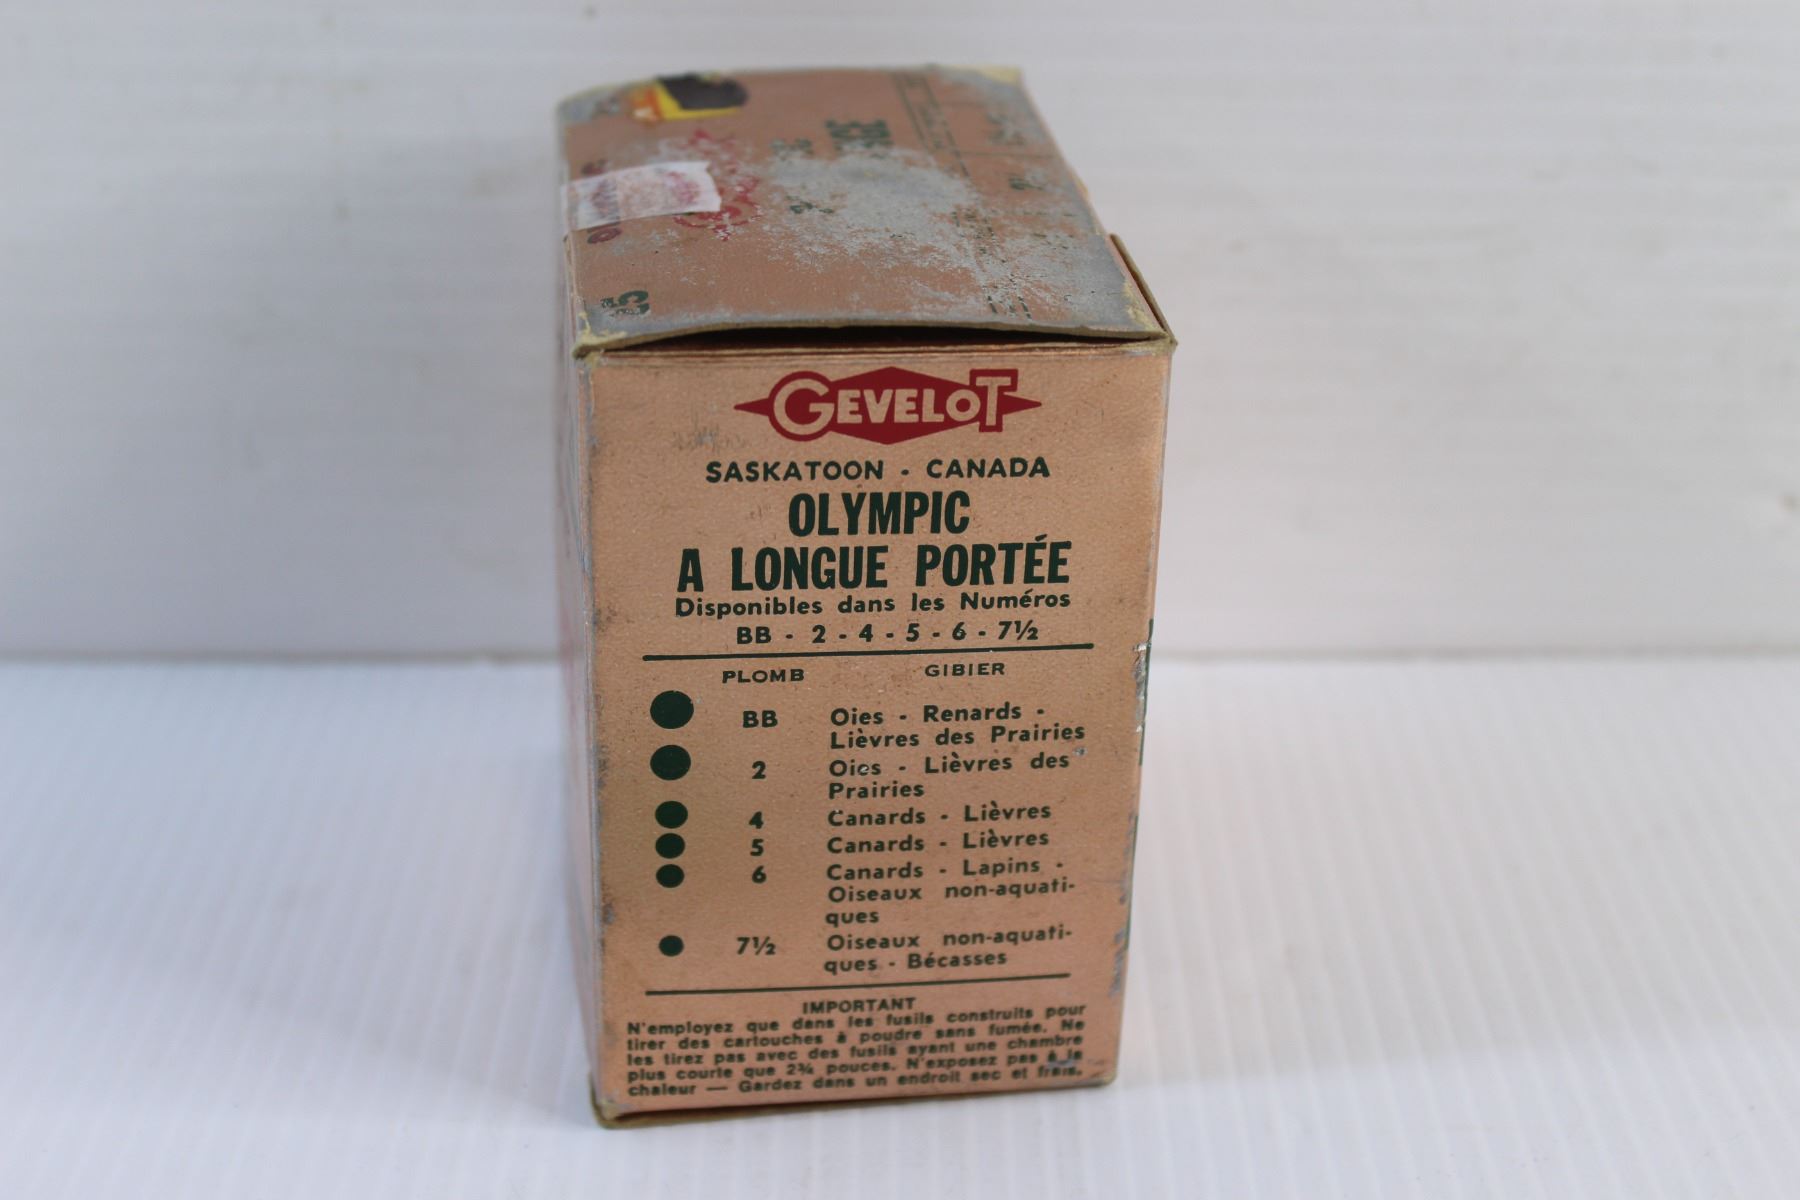 25
GEVELOT
SASKATOON - CANADA
OLYMPIC
A LONGUE PORTÉE
Disponibles dans les Numéros
BB - 2 - 4 - 5 - 6 - 7½
PLOMB GIBIER
BB Oies - Renards -
Lièvres des Prairies
2 Oies - Lièvres des
Prairies
4 Canards - Lièvres
5 Canards - Lièvres
6 Canards - Lapins -
Oiseaux non-aquati-
ques
7½ Oiseaux non-aquati-
ques - Bécasses
IMPORTANT
N'employez que dans les fusils construits pour
tirer des cartouches à poudre sans fumée. Ne
les tirez pas avec des fusils ayant une chambre
plus courte que 2¾ pouces. N'exposez pas à la
chaleur — Gardez dans un endroit sec et frais.